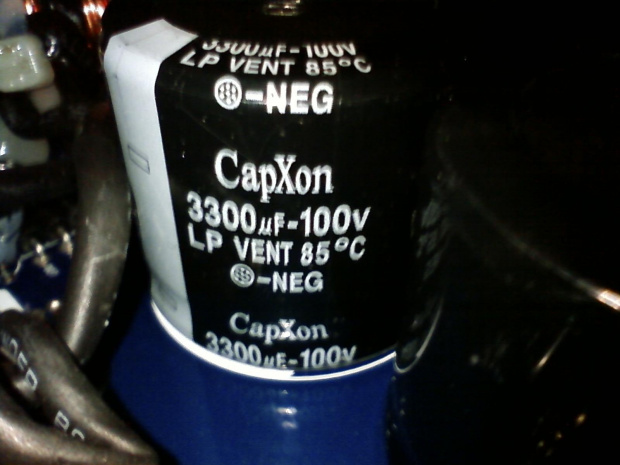 3300µF-100V
LP VENT 85°C
-NEG
CapXon
3300µF-100V
LP VENT 85°C
-NEG
CapXon
3300µF-100V